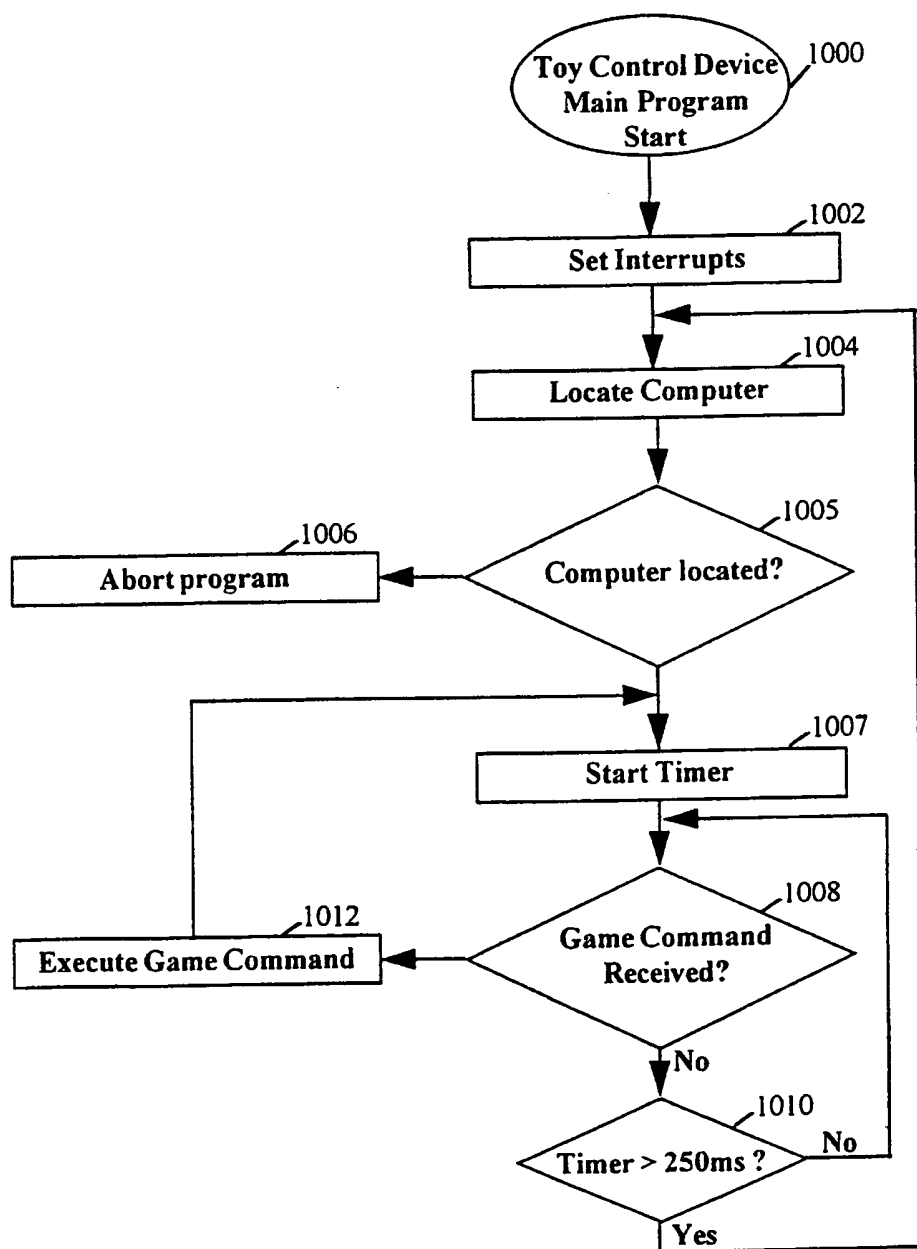 1000
Toy Control Device
Main Program
Start
1002
Set Interrupts
1004
Locate Computer
1005
Computer located?
1006
Abort program
1007
Start Timer
1008
Game Command
Received?
1012
Execute Game Command
No
1010
Timer > 250ms ?
No
Yes